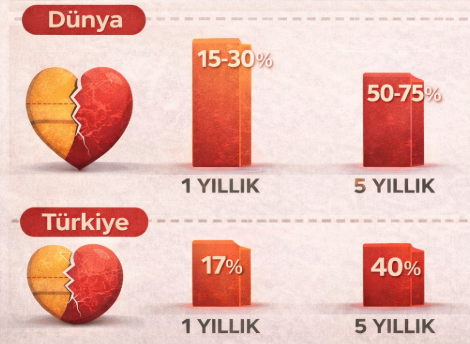 Dünya
15-30%
50-75%
1 YILLIK
5 YILLIK
Türkiye
17%
40%
1 YILLIK
5 YILLIK